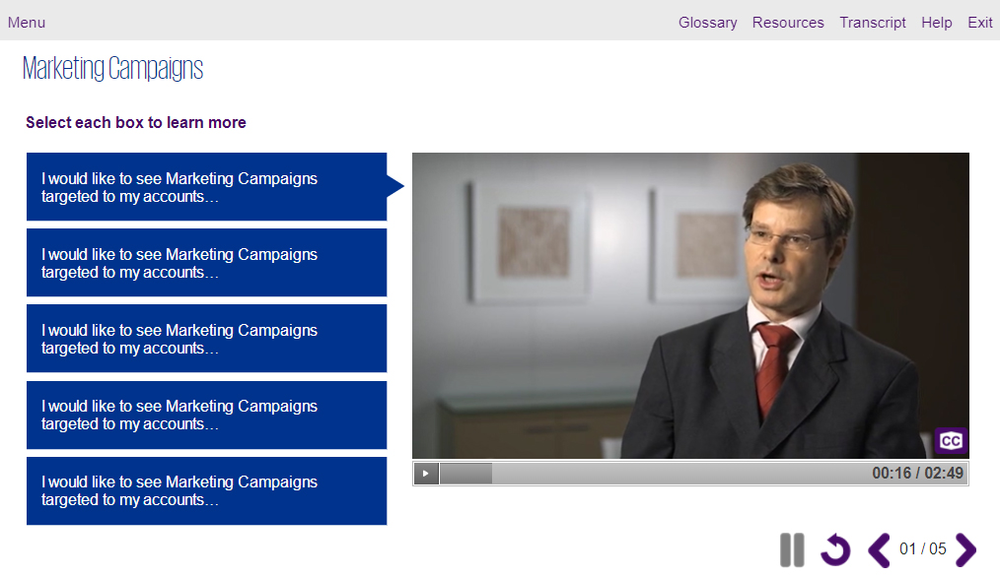 Menu
Glossary Resources Transcript Help Exit
Marketing Campaigns
Select each box to learn more
I would like to see Marketing Campaigns
targeted to my accounts…
I would like to see Marketing Campaigns
targeted to my accounts…
I would like to see Marketing Campaigns
targeted to my accounts…
I would like to see Marketing Campaigns
targeted to my accounts…
I would like to see Marketing Campaigns
targeted to my accounts…
CC
00:16 / 02:49
01 / 05